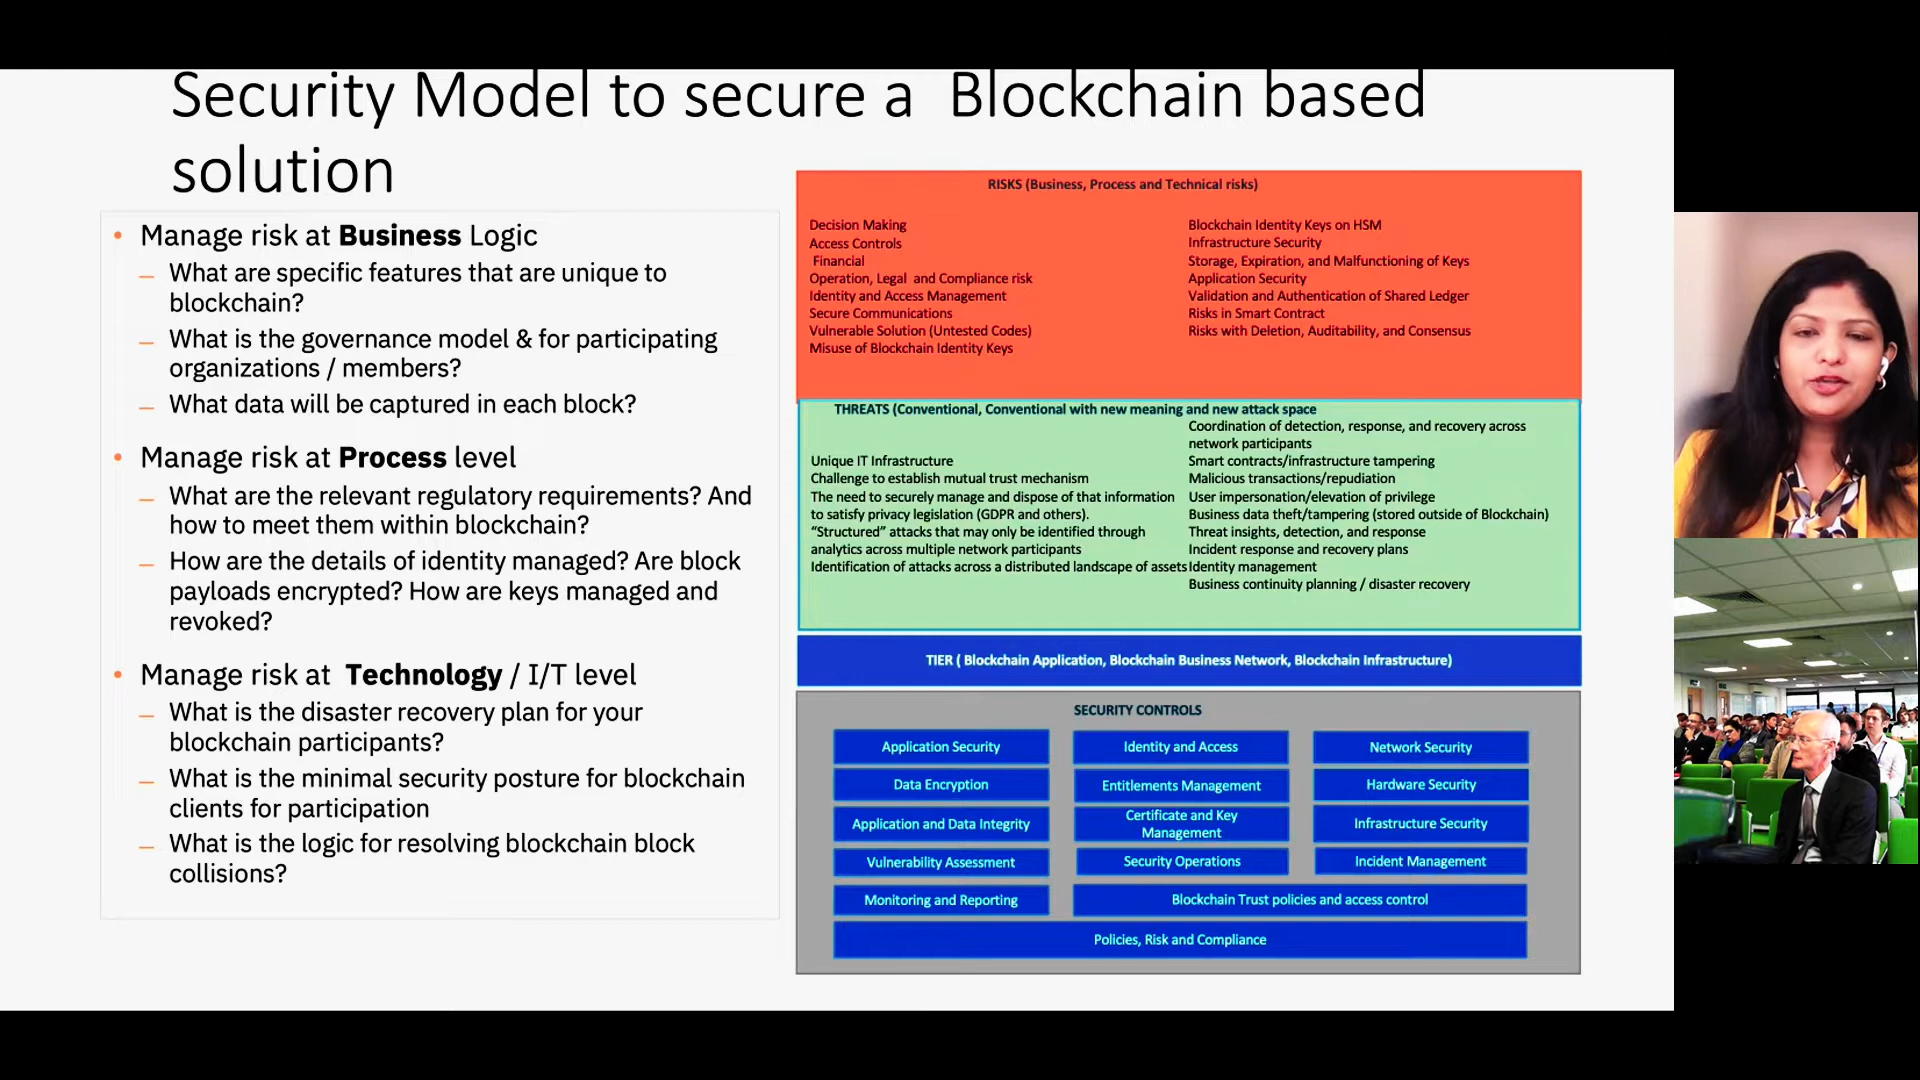 Security Model to secure a Blockchain based
solution
• Manage risk at Business Logic
– What are specific features that are unique to
blockchain?
– What is the governance model & for participating
organizations / members?
– What data will be captured in each block?
• Manage risk at Process level
– What are the relevant regulatory requirements? And
how to meet them within blockchain?
– How are the details of identity managed? Are block
payloads encrypted? How are keys managed and
revoked?
• Manage risk at Technology / I/T level
– What is the disaster recovery plan for your
blockchain participants?
– What is the minimal security posture for blockchain
clients for participation
– What is the logic for resolving blockchain block
collisions?
RISKS (Business, Process and Technical risks)
Decision Making
Access Controls
Financial
Operation, Legal and Compliance risk
Identity and Access Management
Secure Communications
Vulnerable Solution (Untested Codes)
Misuse of Blockchain Identity Keys
Blockchain Identity Keys on HSM
Infrastructure Security
Storage, Expiration, and Malfunctioning of Keys
Application Security
Validation and Authentication of Shared Ledger
Risks in Smart Contract
Risks with Deletion, Auditability, and Consensus
THREATS (Conventional, Conventional with new meaning and new attack space
Unique IT Infrastructure
Challenge to establish mutual trust mechanism
The need to securely manage and dispose of that information
to satisfy privacy legislation (GDPR and others).
“Structured” attacks that may only be identified through
analytics across multiple network participants
Identification of attacks across a distributed landscape of assets
Coordination of detection, response, and recovery across
network participants
Smart contracts/infrastructure tampering
Malicious transactions/repudiation
User impersonation/elevation of privilege
Business data theft/tampering (stored outside of Blockchain)
Threat insights, detection, and response
Incident response and recovery plans
Identity management
Business continuity planning / disaster recovery
TIER ( Blockchain Application, Blockchain Business Network, Blockchain Infrastructure)
SECURITY CONTROLS
Application Security
Identity and Access
Network Security
Data Encryption
Entitlements Management
Hardware Security
Application and Data Integrity
Certificate and Key
Management
Infrastructure Security
Vulnerability Assessment
Security Operations
Incident Management
Monitoring and Reporting
Blockchain Trust policies and access control
Policies, Risk and Compliance